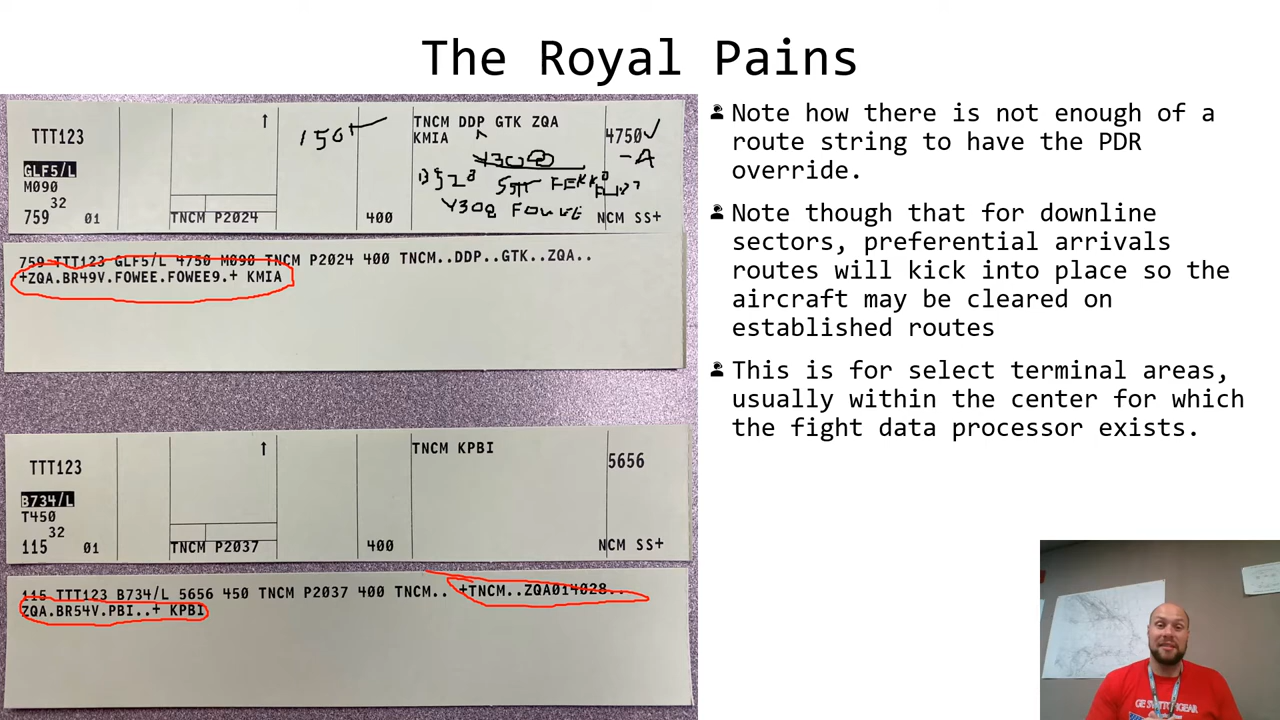 The Royal Pains
TTT123
GLF5/L
M090
32
759 01
↑
TNCM P2024
150
400
TNCM DDP GTK ZQA
KMIA
4750
-A
Y308 FOWEE
NCM SS+
759 TTT123 GLF5/L 4750 M090 TNCM P2024 400 TNCM..DDP..GTK..ZQA..
+ZQA.BR49V.FOWEE.FOWEE9.+ KMIA
TTT123
B734/L
T450
32
115 01
↑
TNCM P2037
400
TNCM KPBI
5656
NCM SS+
115 TTT123 B734/L 5656 450 TNCM P2037 400 TNCM.. +TNCM..ZQA014028..
ZQA.BR54V.PBI..+ KPBI
Note how there is not enough of a
route string to have the PDR
override.
Note though that for downline
sectors, preferential arrivals
routes will kick into place so the
aircraft may be cleared on
established routes
This is for select terminal areas,
usually within the center for which
the fight data processor exists.
GE SWITCHGEAR